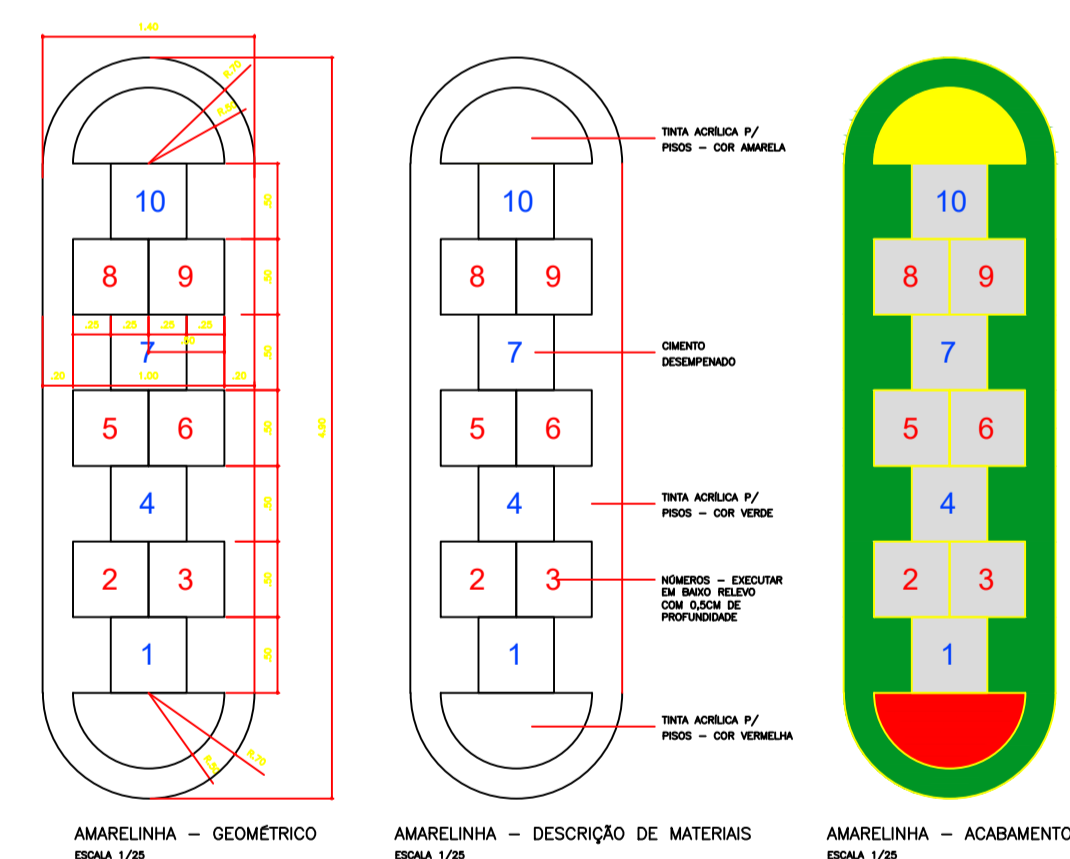 1.40
R.70
R.50
10
.50
8 9
.50
.25 .25 .25 .25
.50
7
.50
.20 1.00 .20
5 6
.50
4.90
4
.50
2 3
.50
1
.50
R.50
R.70
AMARELINHA – GEOMÉTRICO
ESCALA 1/25
TINTA ACRÍLICA P/
PISOS – COR AMARELA
10
8 9
7
CIMENTO
DESEMPENADO
5 6
4
TINTA ACRÍLICA P/
PISOS – COR VERDE
2 3
NÚMEROS – EXECUTAR
EM BAIXO RELEVO
COM 0,5CM DE
PROFUNDIDADE
1
TINTA ACRÍLICA P/
PISOS – COR VERMELHA
AMARELINHA – DESCRIÇÃO DE MATERIAIS
ESCALA 1/25
10
8 9
7
5 6
4
2 3
1
AMARELINHA – ACABAMENTO
ESCALA 1/25